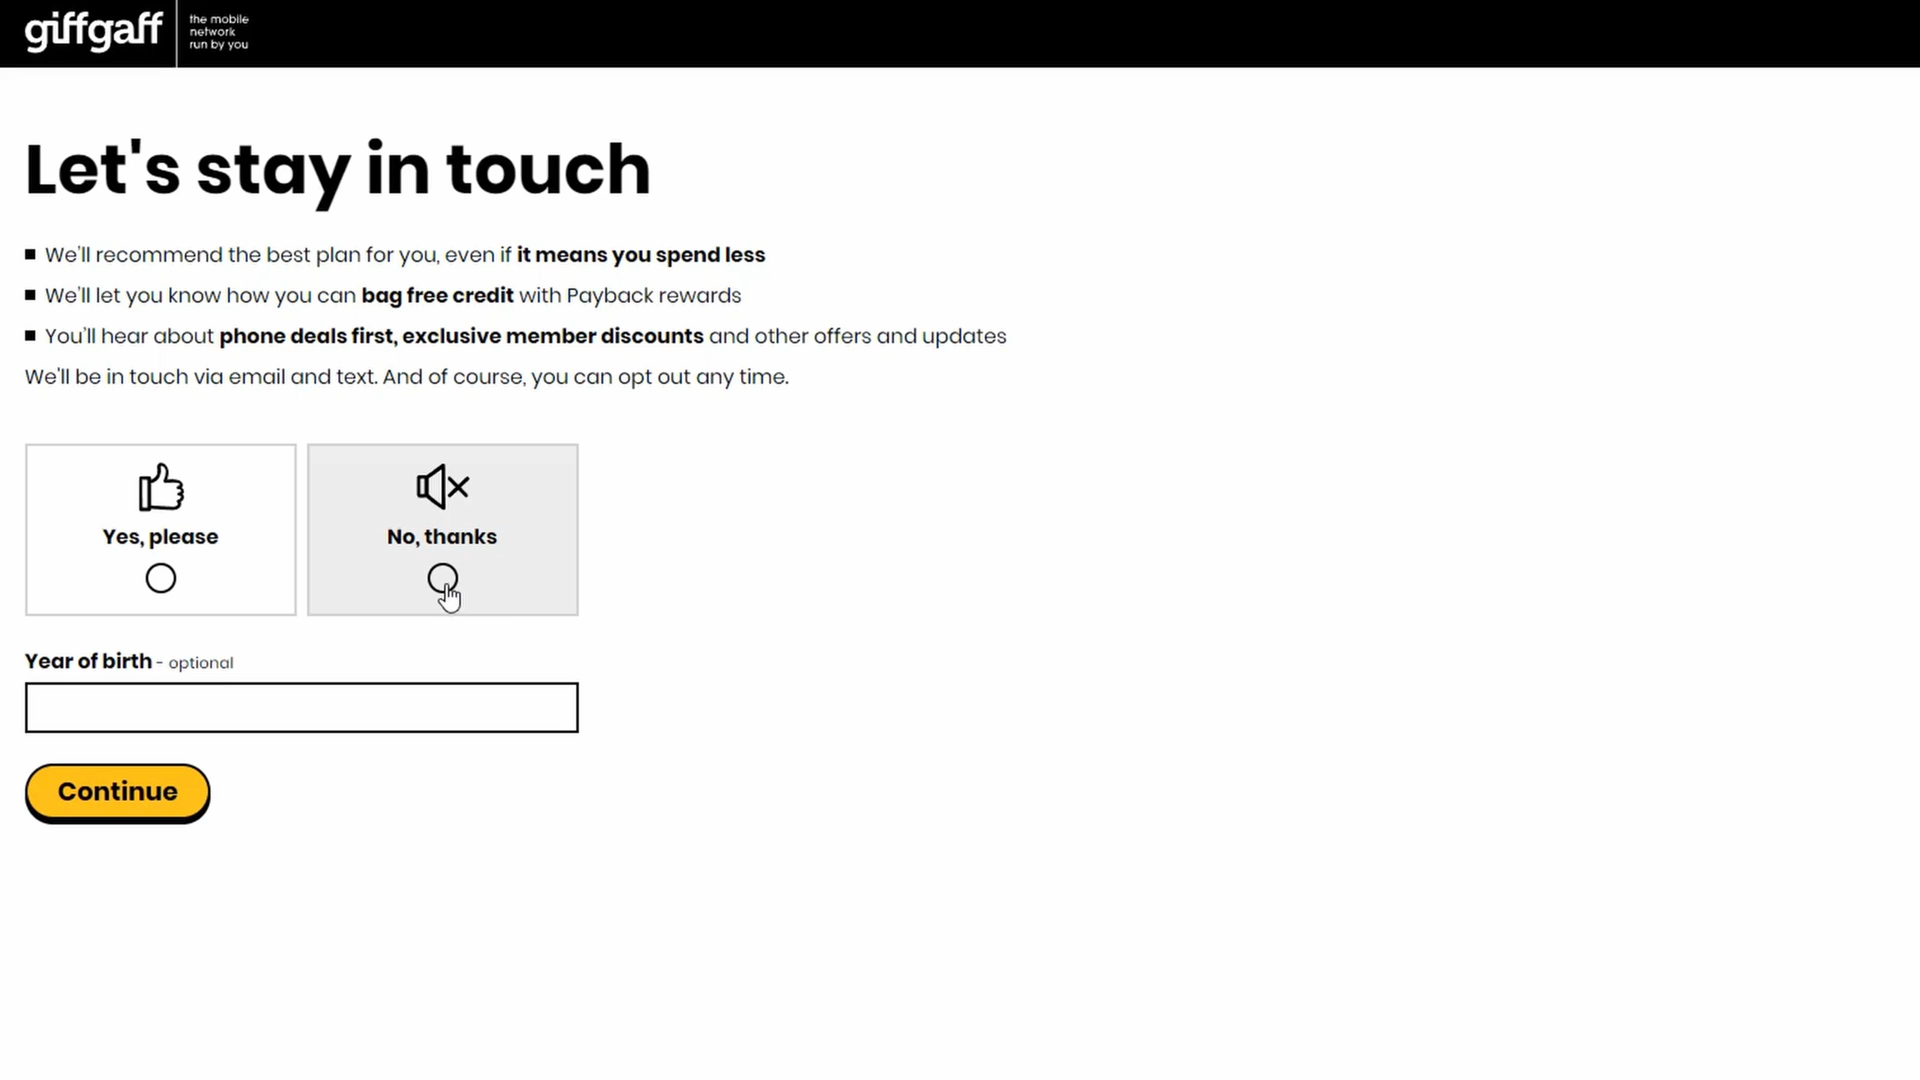 giffgaff
the mobile
network
run by you
Let's stay in touch
We'll recommend the best plan for you, even if it means you spend less
We'll let you know how you can bag free credit with Payback rewards
You'll hear about phone deals first, exclusive member discounts and other offers and updates
We'll be in touch via email and text. And of course, you can opt out any time.
Yes, please
No, thanks
Year of birth - optional
Continue